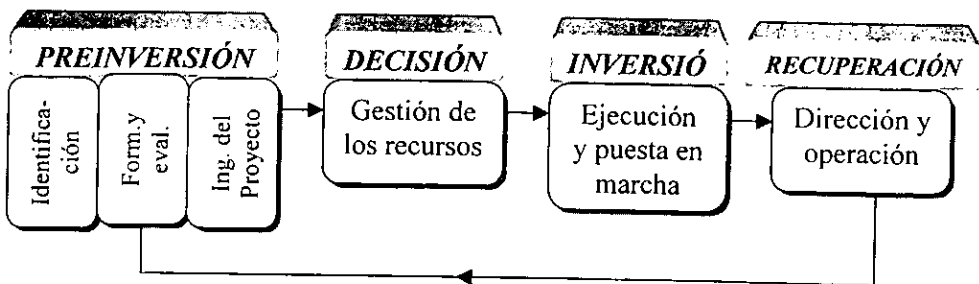 PREINVERSIÓN
DECISIÓN
INVERSIÓ
RECUPERACIÓN
Identifica-
ción
Form.y
eval.
Ing. del
Proyecto
Gestión de
los recursos
Ejecución
y puesta en
marcha
Dirección y
operación